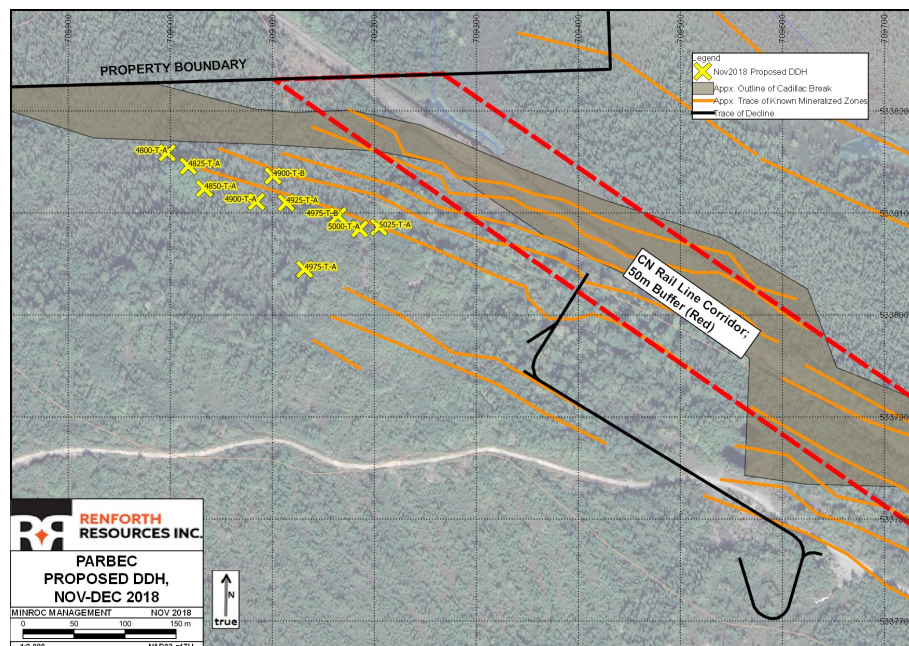 PROPERTY BOUNDARY
Legend
Nov2018 Proposed DDH
Appx. Outline of Cadillac Break
Appx. Trace of Known Mineralized Zones
Trace of Decline
4800-T-A
4825-T-A
4850-T-A
4900-T-B
4900-T-A
4925-T-A
4975-T-B
5000-T-A
5025-T-A
4975-T-A
CN Rail Line Corridor;
50m Buffer (Red)
RENFORTH
RESOURCES INC.
PARBEC
PROPOSED DDH,
NOV-DEC 2018
MINROC MANAGEMENT NOV 2018
0 50 100 150 m
N
true